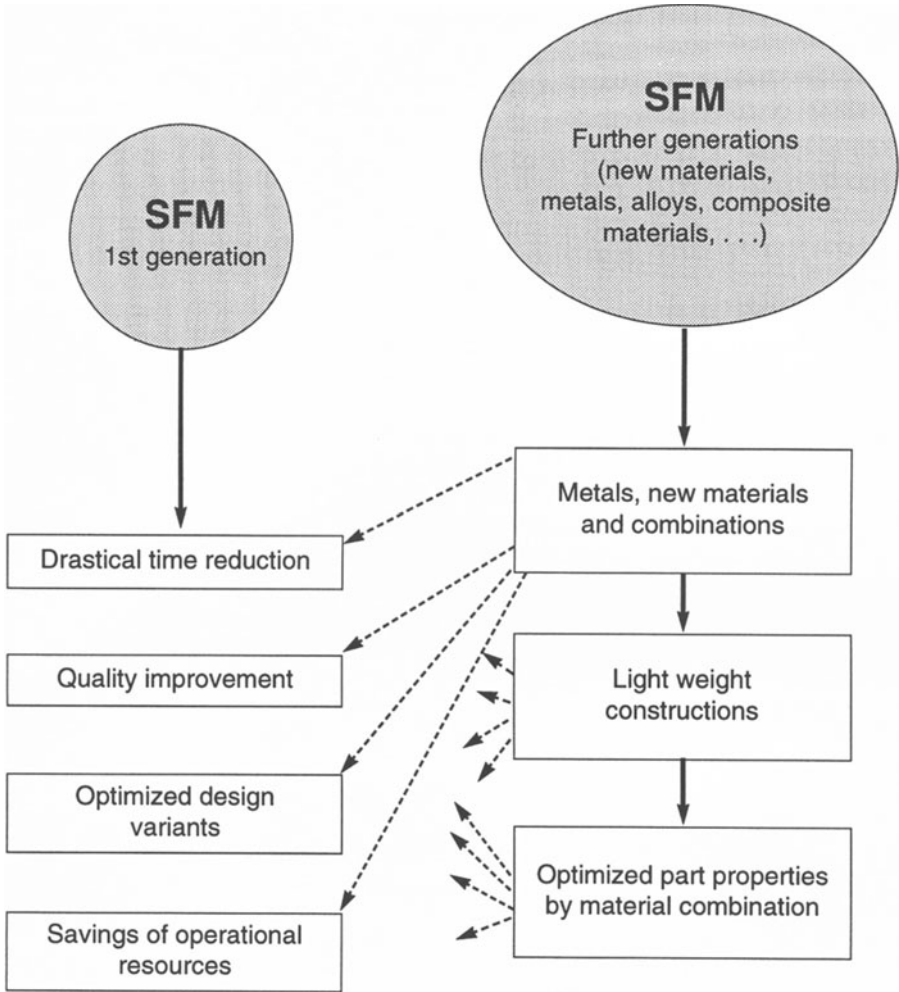 SFM
1st generation
SFM
Further generations
(new materials,
metals, alloys, composite
materials, . . .)
Drastical time reduction
Quality improvement
Optimized design
variants
Savings of operational
resources
Metals, new materials
and combinations
Light weight
constructions
Optimized part properties
by material combination